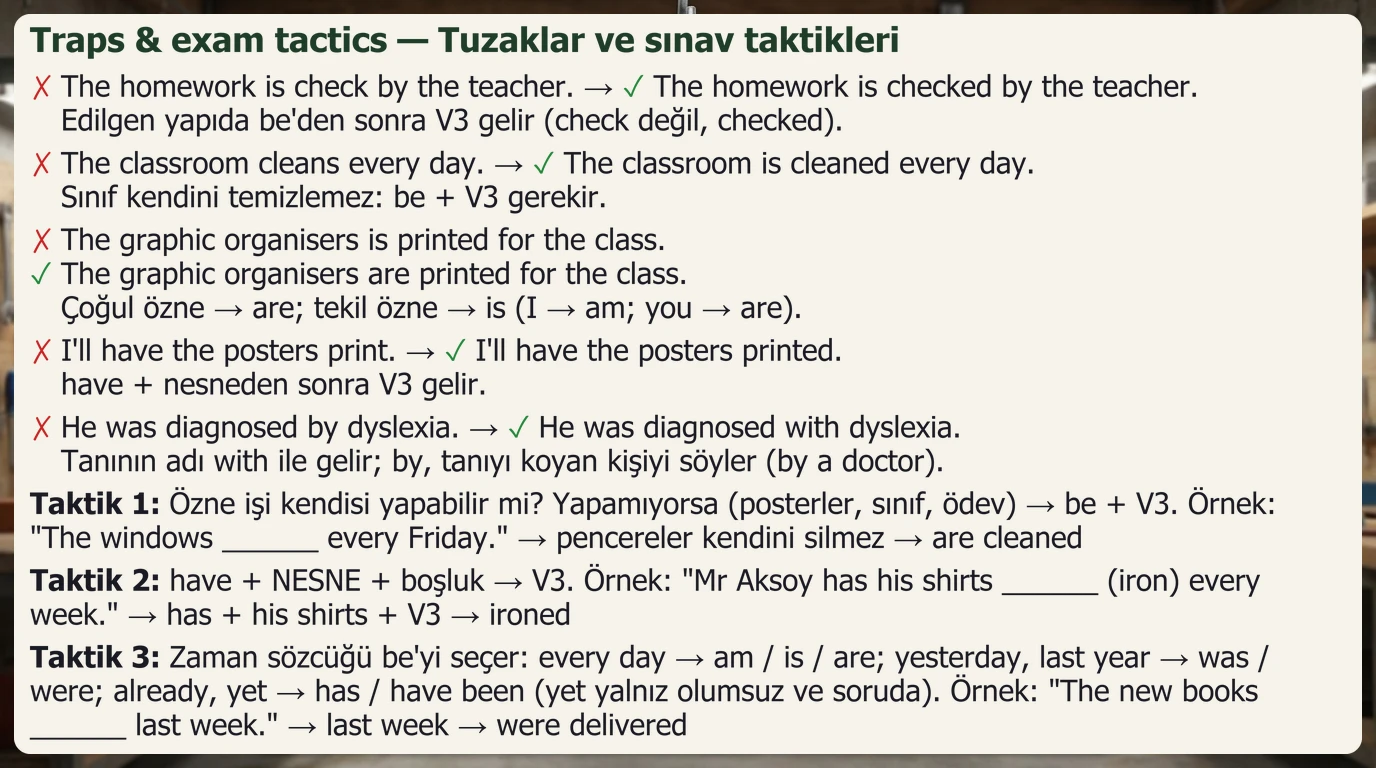 Traps & exam tactics — Tuzaklar ve sınav taktikleri
✗ The homework is check by the teacher. → ✓ The homework is checked by the teacher.
Edilgen yapıda be'den sonra V3 gelir (check değil, checked).
✗ The classroom cleans every day. → ✓ The classroom is cleaned every day.
Sınıf kendini temizlemez: be + V3 gerekir.
✗ The graphic organisers is printed for the class.
✓ The graphic organisers are printed for the class.
Çoğul özne → are; tekil özne → is (I → am; you → are).
✗ I'll have the posters print. → ✓ I'll have the posters printed.
have + nesneden sonra V3 gelir.
✗ He was diagnosed by dyslexia. → ✓ He was diagnosed with dyslexia.
Tanının adı with ile gelir; by, tanıyı koyan kişiyi söyler (by a doctor).
Taktik 1: Özne işi kendisi yapabilir mi? Yapamıyorsa (posterler, sınıf, ödev) → be + V3. Örnek:
"The windows ______ every Friday." → pencereler kendini silmez → are cleaned
Taktik 2: have + NESNE + boşluk → V3. Örnek: "Mr Aksoy has his shirts ______ (iron) every
week." → has + his shirts + V3 → ironed
Taktik 3: Zaman sözcüğü be'yi seçer: every day → am / is / are; yesterday, last year → was /
were; already, yet → has / have been (yet yalnız olumsuz ve soruda). Örnek: "The new books
______ last week." → last week → were delivered